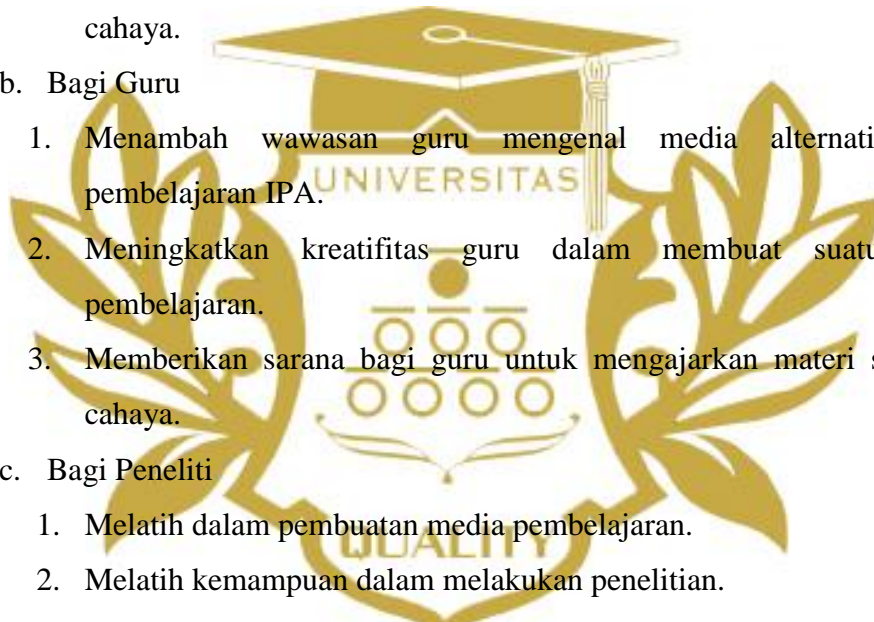 cahaya.
b. Bagi Guru
1. Menambah wawasan guru mengenal media alternati
pembelajaran IPA.
UNIVERSITAS
2. Meningkatkan kreatifitas guru dalam membuat suatu
pembelajaran.
3. Memberikan sarana bagi guru untuk mengajarkan materi s
cahaya.
c. Bagi Peneliti
1. Melatih dalam pembuatan media pembelajaran.
QUALITY
2. Melatih kemampuan dalam melakukan penelitian.